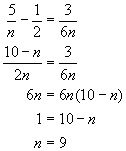 5/n - 1/2 = 3/6n
10 - n/2n = 3/6n
6n = 6n(10 - n)
1 = 10 - n
n = 9